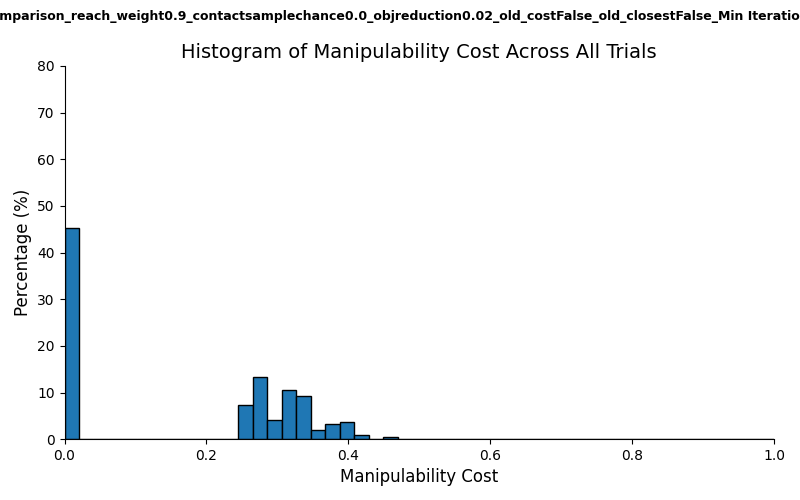 mparison_reach_weight0.9_contactsamplechance0.0_objreduction0.02_old_costFalse_old_closestFalse_Min Iteratio
Histogram of Manipulability Cost Across All Trials
80
70
60
50
40
30
20
10
0
Percentage (%)
0.0 0.2 0.4 0.6 0.8 1.0
Manipulability Cost